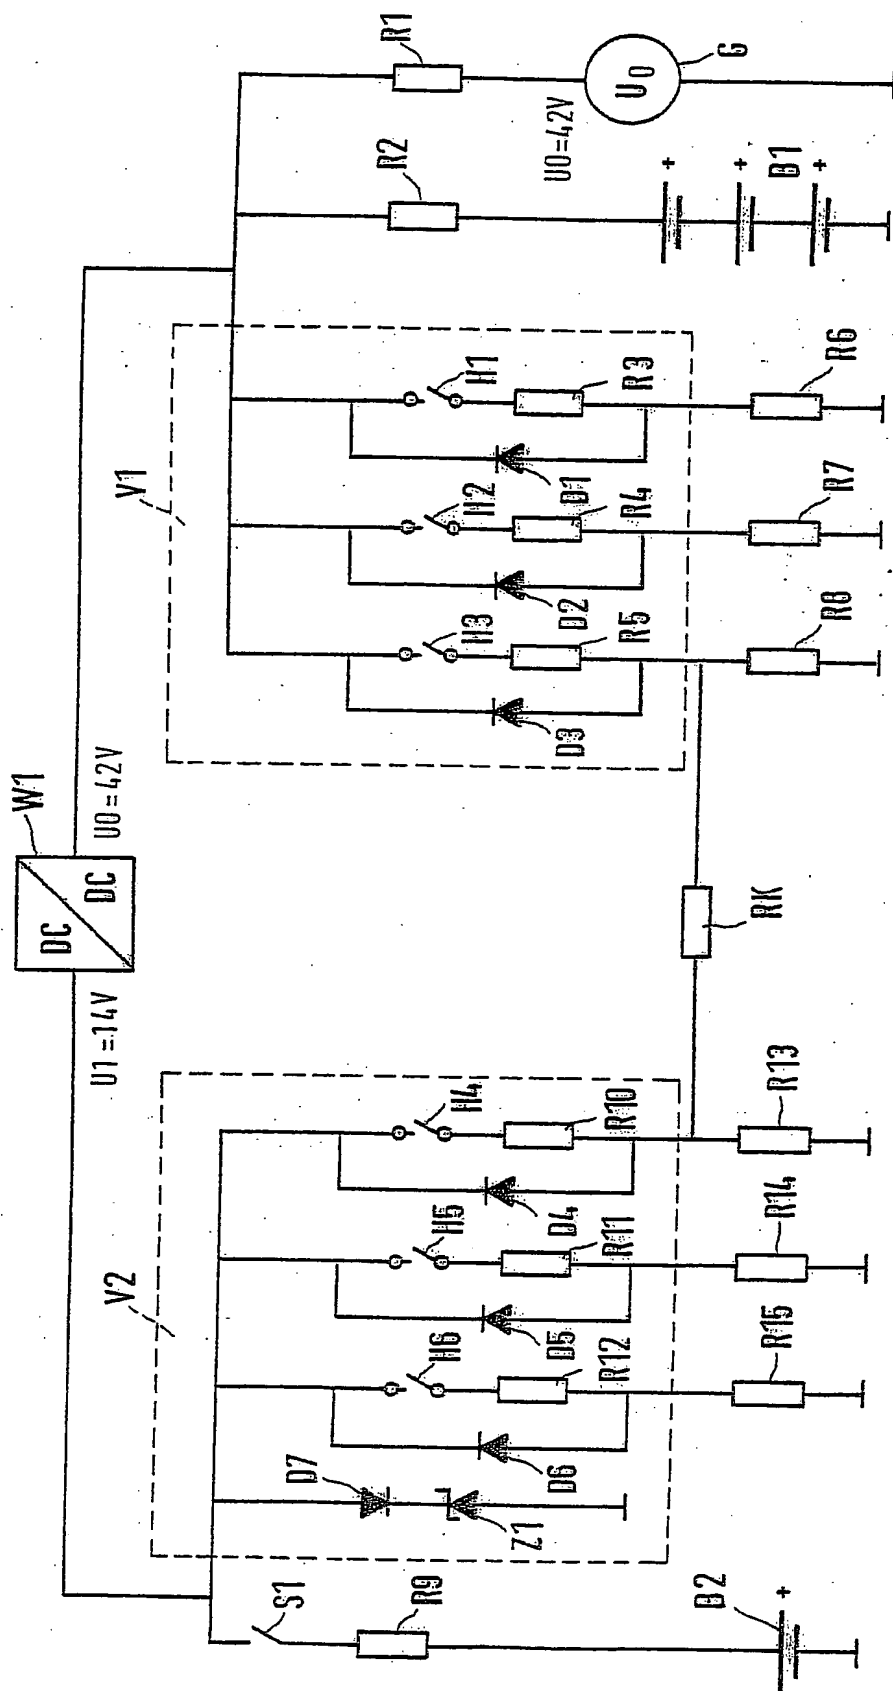 W1
DC
DC
U1=14V
U0=42V
V2
V1
S1
R9
B2
+
D7
Z1
H6
D6
R12
R15
H5
D5
R11
R14
H4
D4
R10
R13
RK
H3
D3
R5
R8
H2
D2
R4
R7
H1
D1
R3
R6
R2
B1
+
+
+
R1
U0=42V
U0
G